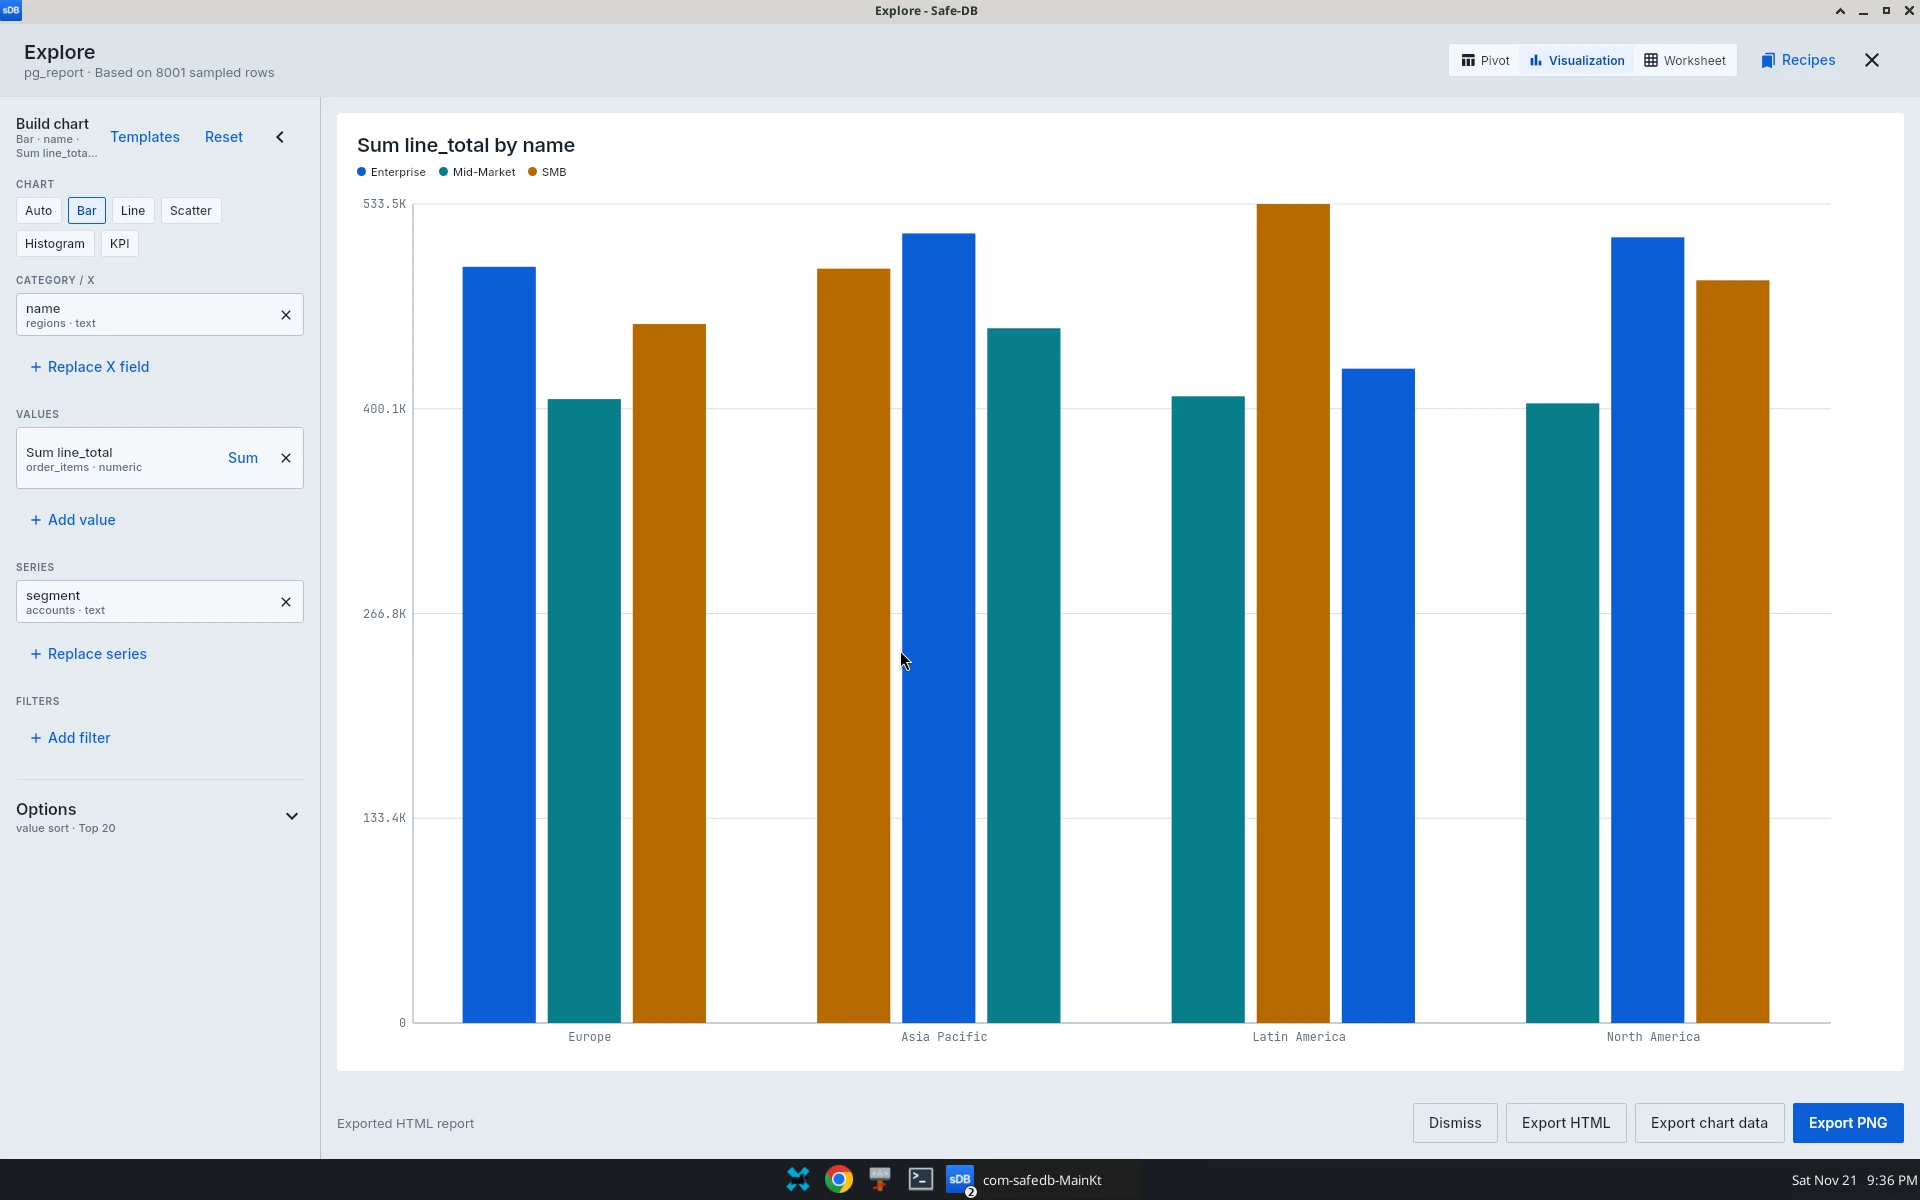 sDB
Explore - Safe-DB
Explore
pg_report · Based on 8001 sampled rows
Pivot
Visualization
Worksheet
Recipes
Build chart
Bar · name ·
Sum line_tota...
Templates
Reset
CHART
Auto
Bar
Line
Scatter
Histogram
KPI
CATEGORY / X
name
regions · text
+ Replace X field
VALUES
Sum line_total
order_items · numeric
Sum
+ Add value
SERIES
segment
accounts · text
+ Replace series
FILTERS
+ Add filter
Options
value sort · Top 20
Sum line_total by name
Enterprise
Mid-Market
SMB
533.5K
400.1K
266.8K
133.4K
0
Europe
Asia Pacific
Latin America
North America
Exported HTML report
Dismiss
Export HTML
Export chart data
Export PNG
sDB
2
com-safedb-MainKt
Sat Nov 21 9:36 PM